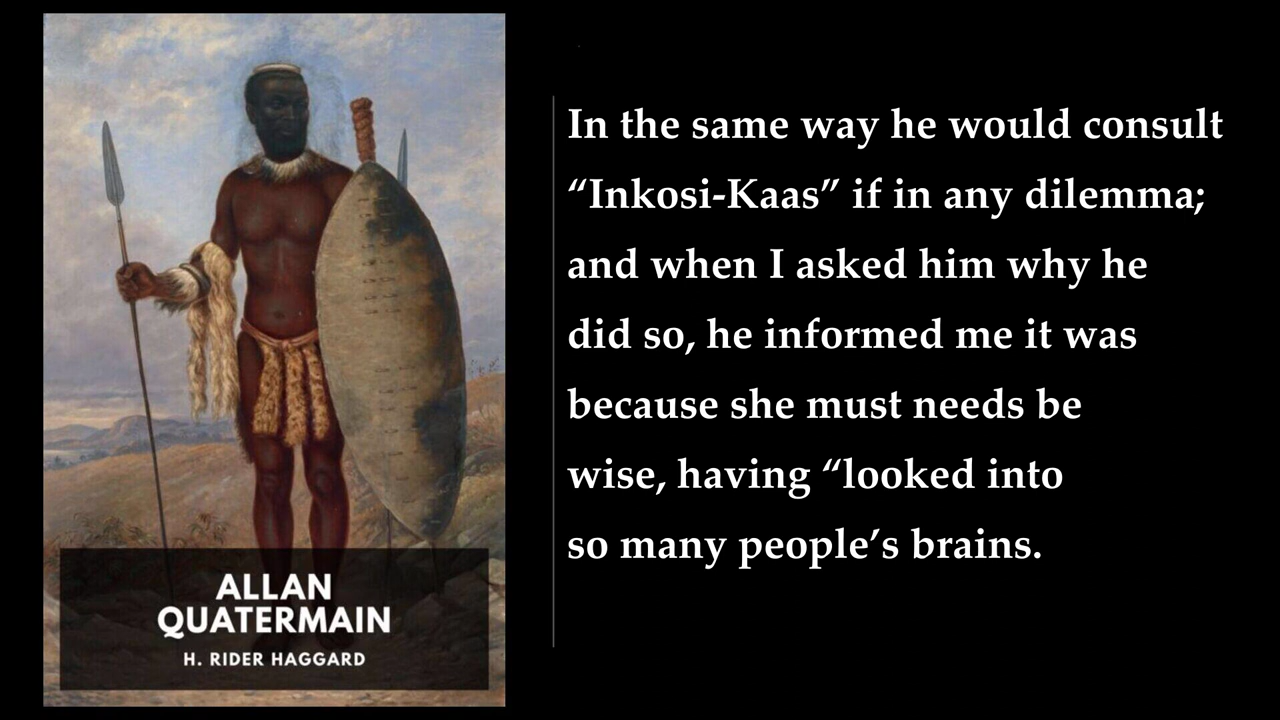 ALLAN
QUATERMAIN
H. RIDER HAGGARD
In the same way he would consult
“Inkosi-Kaas” if in any dilemma;
and when I asked him why he
did so, he informed me it was
because she must needs be
wise, having “looked into
so many people’s brains.